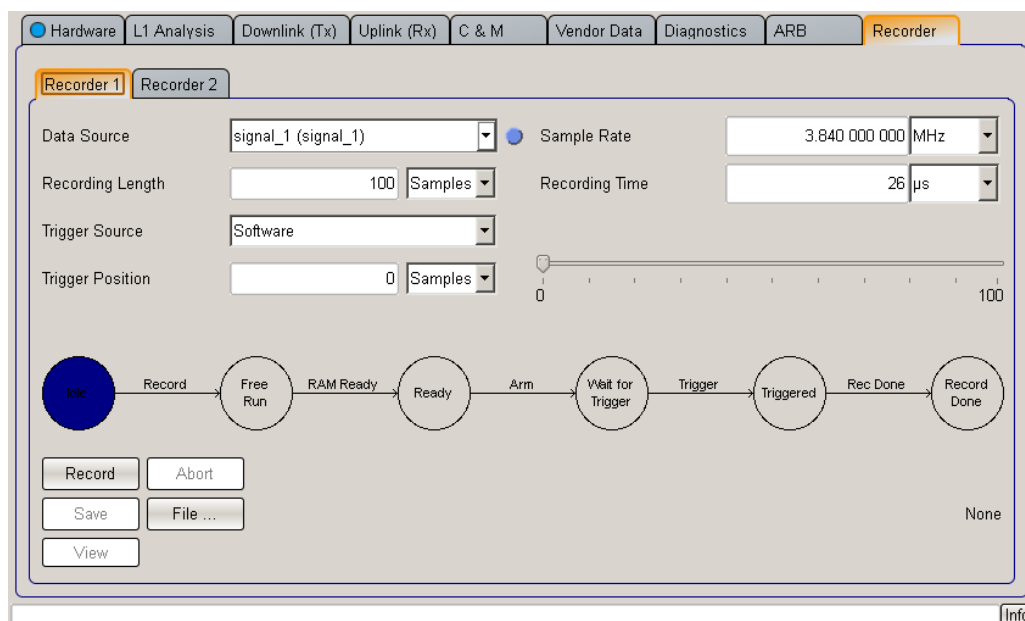 Hardware L1 Analysis Downlink (Tx) Uplink (Rx) C & M Vendor Data Diagnostics ARB Recorder
Recorder 1 Recorder 2
Data Source signal_1 (signal_1) Sample Rate 3.840 000 000 MHz
Recording Length 100 Samples Recording Time 26 µs
Trigger Source Software
Trigger Position 0 Samples
0 100
Idle Record Free Run RAM Ready Ready Arm Wait for Trigger Trigger Triggered Rec Done Record Done
Record Abort
Save File ... None
View
Info